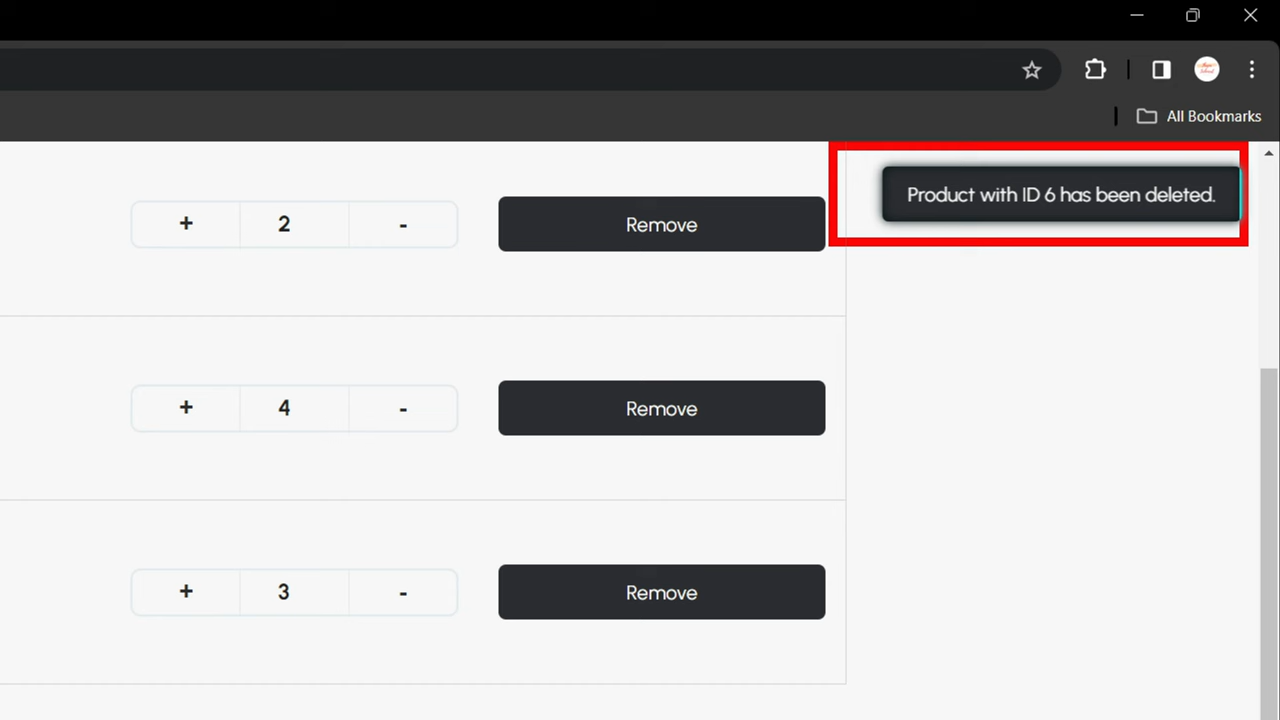 All Bookmarks
Product with ID 6 has been deleted.
+ 2 - Remove
+ 4 - Remove
+ 3 - Remove